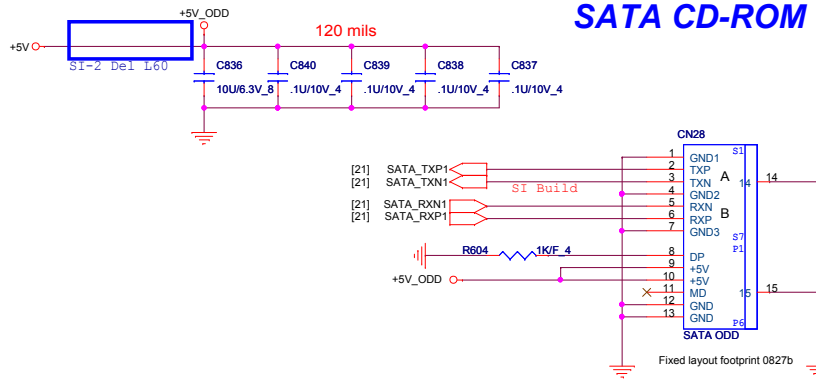 SATA CD-ROM
+5V_ODD
+5V
120 mils
SI-2 Del L60
C836 C840 C839 C838 C837
10U/6.3V_8 .1U/10V_4 .1U/10V_4 .1U/10V_4 .1U/10V_4
CN28
1 GND1 S1
[21] SATA_TXP1 2 TXP
[21] SATA_TXN1 SI Build 3 TXN A 14 14
4 GND2
[21] SATA_RXN1 5 RXN
[21] SATA_RXP1 6 RXP B
7 GND3 S7
P1
R604 1K/F_4 8 DP
9 +5V
+5V_ODD 10 +5V
11 MD 15 15
12 GND
13 GND P6
SATA ODD
Fixed layout footprint 0827b